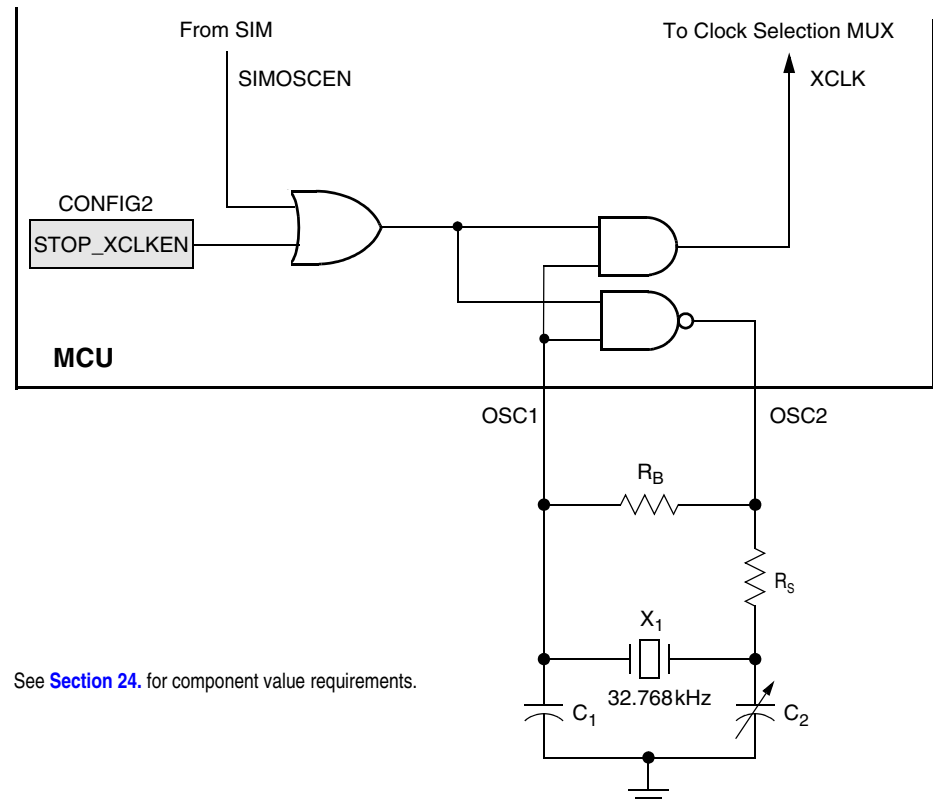 From SIM
To Clock Selection MUX
SIMOSCEN
XCLK
CONFIG2
STOP_XCLKEN
MCU
OSC1
OSC2
RB
RS
X1
32.768kHz
C1
C2
See Section 24. for component value requirements.